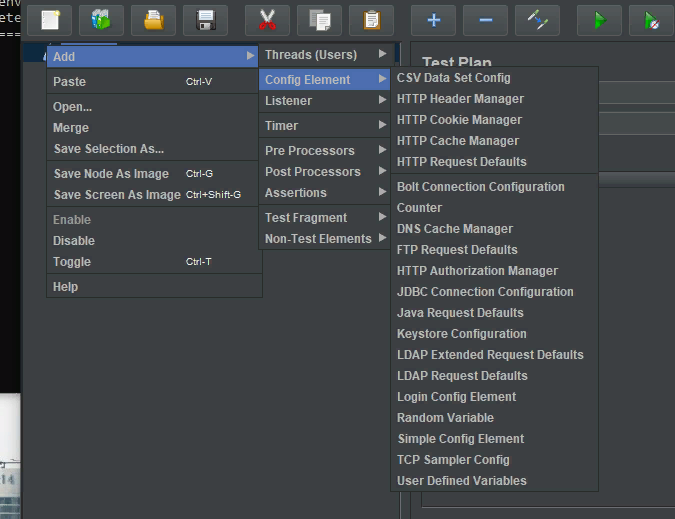 env
ete
===
Add
Paste Ctrl-V
Open...
Merge
Save Selection As...
Save Node As Image Ctrl-G
Save Screen As Image Ctrl+Shift-G
Enable
Disable
Toggle Ctrl-T
Help
Threads (Users)
Config Element
Listener
Timer
Pre Processors
Post Processors
Assertions
Test Fragment
Non-Test Elements
Test Plan
CSV Data Set Config
HTTP Header Manager
HTTP Cookie Manager
HTTP Cache Manager
HTTP Request Defaults
Bolt Connection Configuration
Counter
DNS Cache Manager
FTP Request Defaults
HTTP Authorization Manager
JDBC Connection Configuration
Java Request Defaults
Keystore Configuration
LDAP Extended Request Defaults
LDAP Request Defaults
Login Config Element
Random Variable
Simple Config Element
TCP Sampler Config
User Defined Variables
14